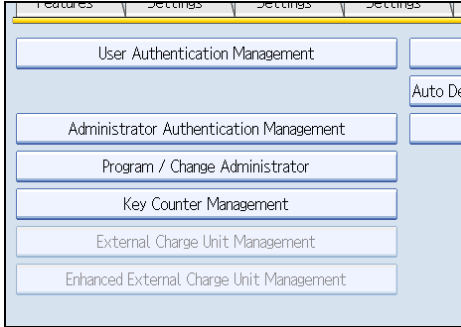 Features Settings Settings Settings
User Authentication Management
Auto De
Administrator Authentication Management
Program / Change Administrator
Key Counter Management
External Charge Unit Management
Enhanced External Charge Unit Management